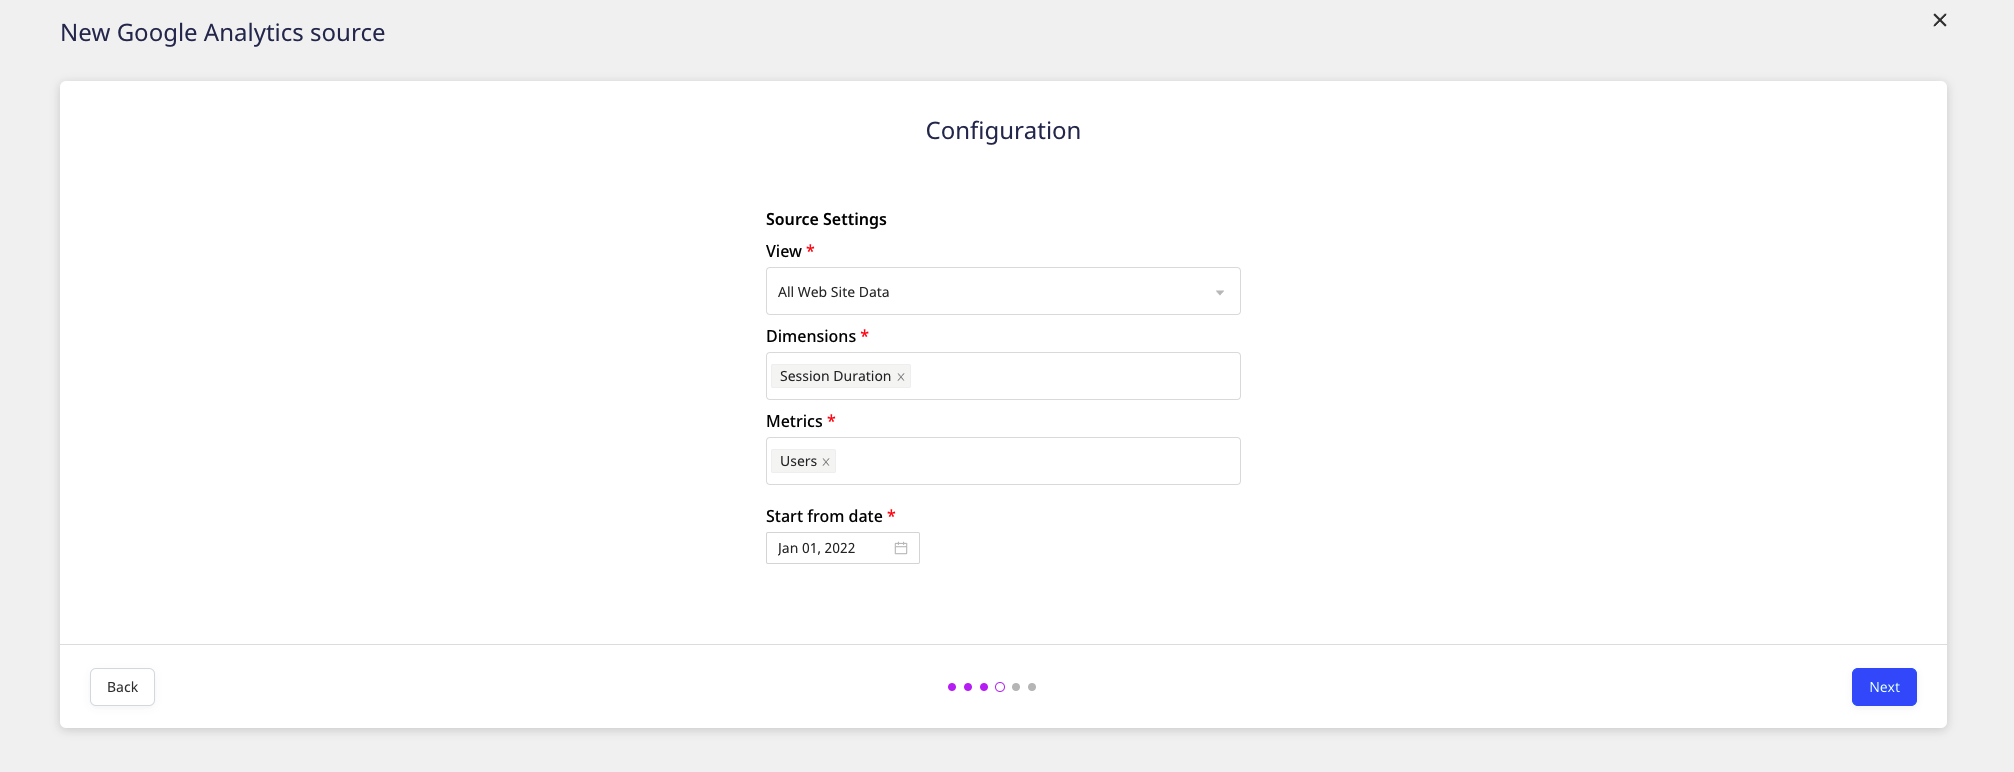 New Google Analytics source
Configuration
Source Settings
View *
All Web Site Data
Dimensions *
Session Duration
Metrics *
Users
Start from date *
Jan 01, 2022
Back
Next